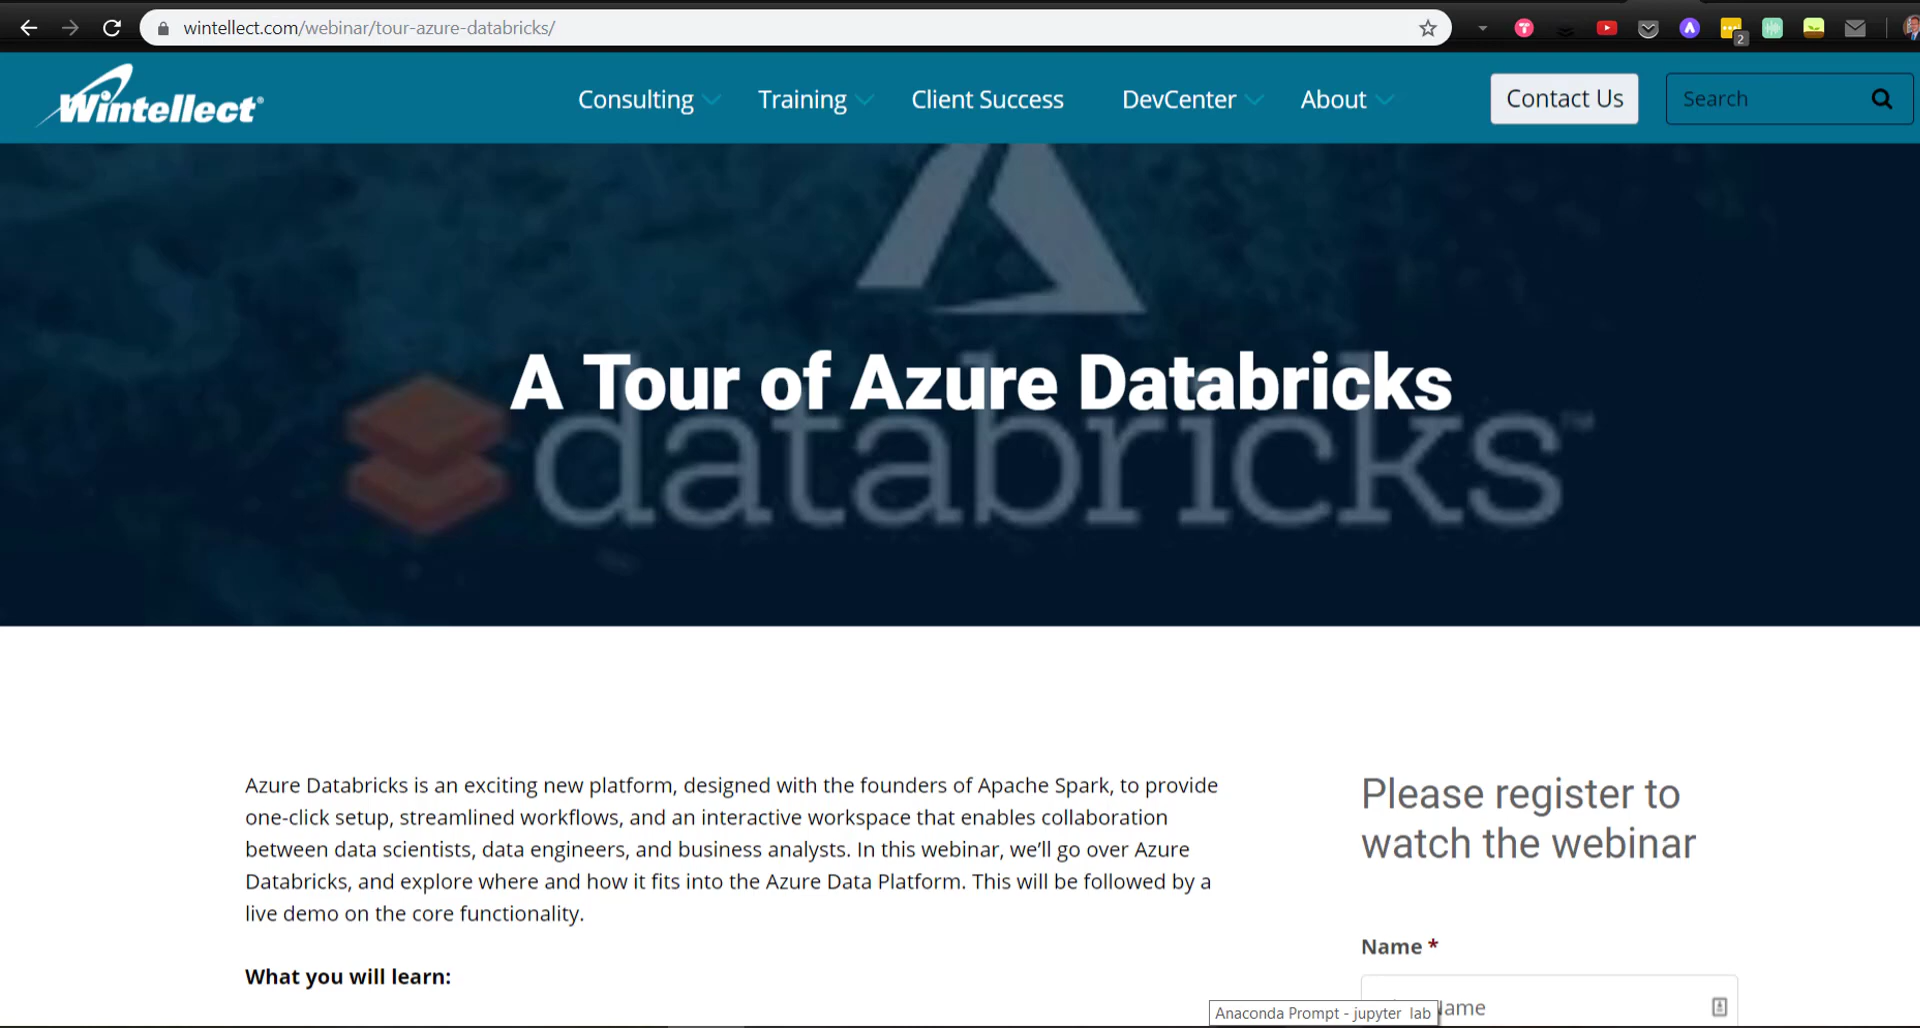 wintellect.com/webinar/tour-azure-databricks/
2
Wintellect®
Consulting Training Client Success DevCenter About Contact Us Search
A Tour of Azure Databricks
databricks™
Azure Databricks is an exciting new platform, designed with the founders of Apache Spark, to provide
one-click setup, streamlined workflows, and an interactive workspace that enables collaboration
between data scientists, data engineers, and business analysts. In this webinar, we’ll go over Azure
Databricks, and explore where and how it fits into the Azure Data Platform. This will be followed by a
live demo on the core functionality.
What you will learn:
Please register to
watch the webinar
Name *
Name
Anaconda Prompt - jupyter lab